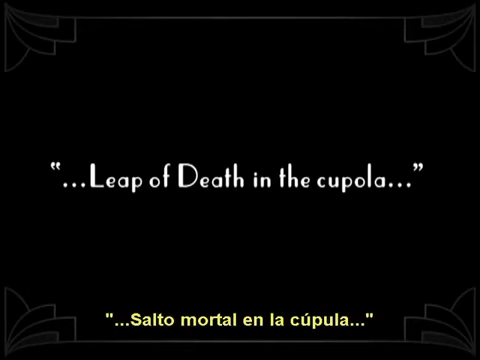 “...Leap of Death in the cupola...”
"...Salto mortal en la cúpula..."